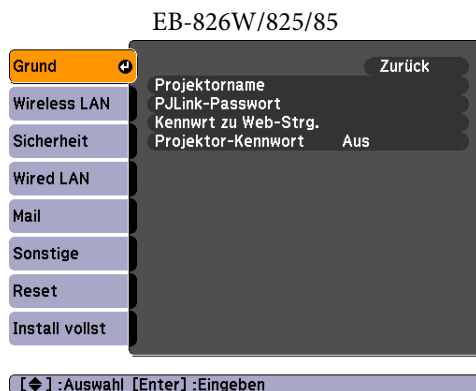 EB-826W/825/85
Grund
Wireless LAN
Sicherheit
Wired LAN
Mail
Sonstige
Reset
Install vollst
Zurück
Projektorname
PJLink-Passwort
Kennwrt zu Web-Strg.
Projektor-Kennwort Aus
[◆] :Auswahl [Enter] :Eingeben